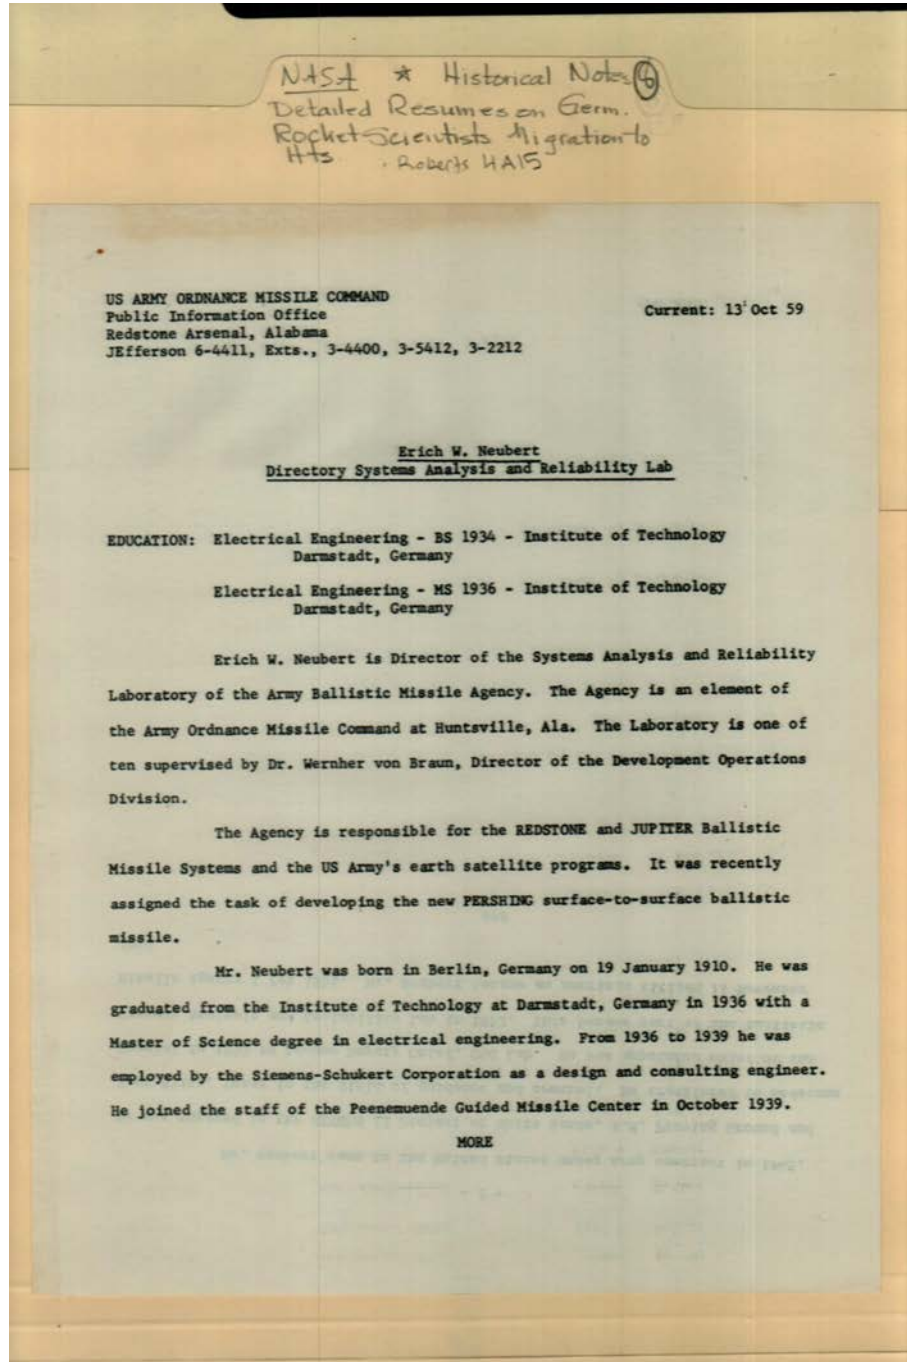 NASA * Historical Notes 6
Detailed Resumes on Germ.
Rocket Scientists Migration to
Hts. Roberts HA15
US ARMY ORDNANCE MISSILE COMMAND
Public Information Office
Redstone Arsenal, Alabama
JEfferson 6-4411, Exts., 3-4400, 3-5412, 3-2212
Current: 13 Oct 59
Erich W. Neubert
Directory Systems Analysis and Reliability Lab
EDUCATION: Electrical Engineering - BS 1934 - Institute of Technology
Darmstadt, Germany
Electrical Engineering - MS 1936 - Institute of Technology
Darmstadt, Germany
Erich W. Neubert is Director of the Systems Analysis and Reliability
Laboratory of the Army Ballistic Missile Agency. The Agency is an element of
the Army Ordnance Missile Command at Huntsville, Ala. The Laboratory is one of
ten supervised by Dr. Wernher von Braun, Director of the Development Operations
Division.
The Agency is responsible for the REDSTONE and JUPITER Ballistic
Missile Systems and the US Army's earth satellite programs. It was recently
assigned the task of developing the new PERSHING surface-to-surface ballistic
missile.
Mr. Neubert was born in Berlin, Germany on 19 January 1910. He was
graduated from the Institute of Technology at Darmstadt, Germany in 1936 with a
Master of Science degree in electrical engineering. From 1936 to 1939 he was
employed by the Siemens-Schukert Corporation as a design and consulting engineer.
He joined the staff of the Peenemuende Guided Missile Center in October 1939.
MORE